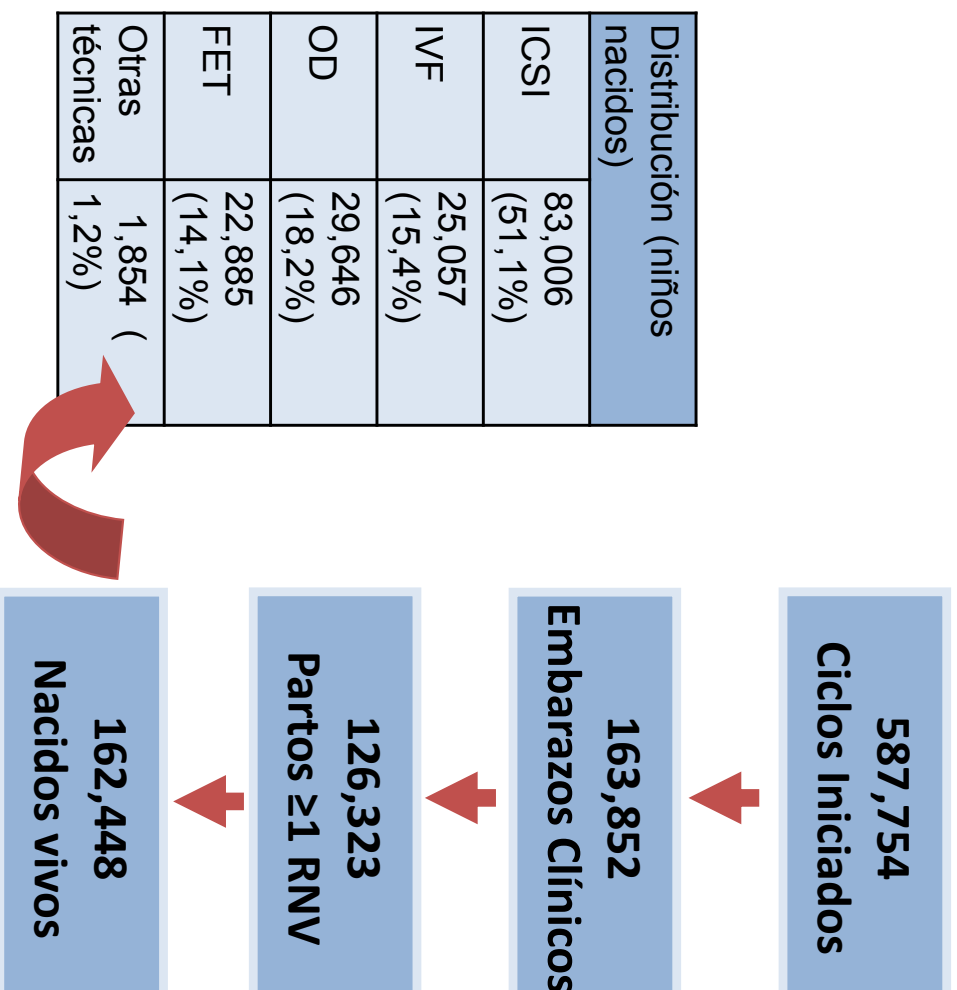 587,754
Ciclos Iniciados
163,852
Embarazos Clínicos
126,323
Partos ≥1 RNV
162,448
Nacidos vivos
Distribución (niños
nacidos)
ICSI
83,006
(51,1%)
IVF
25,057
(15,4%)
OD
29,646
(18,2%)
FET
22,885
(14,1%)
Otras
técnicas
1,854 (
1,2%)